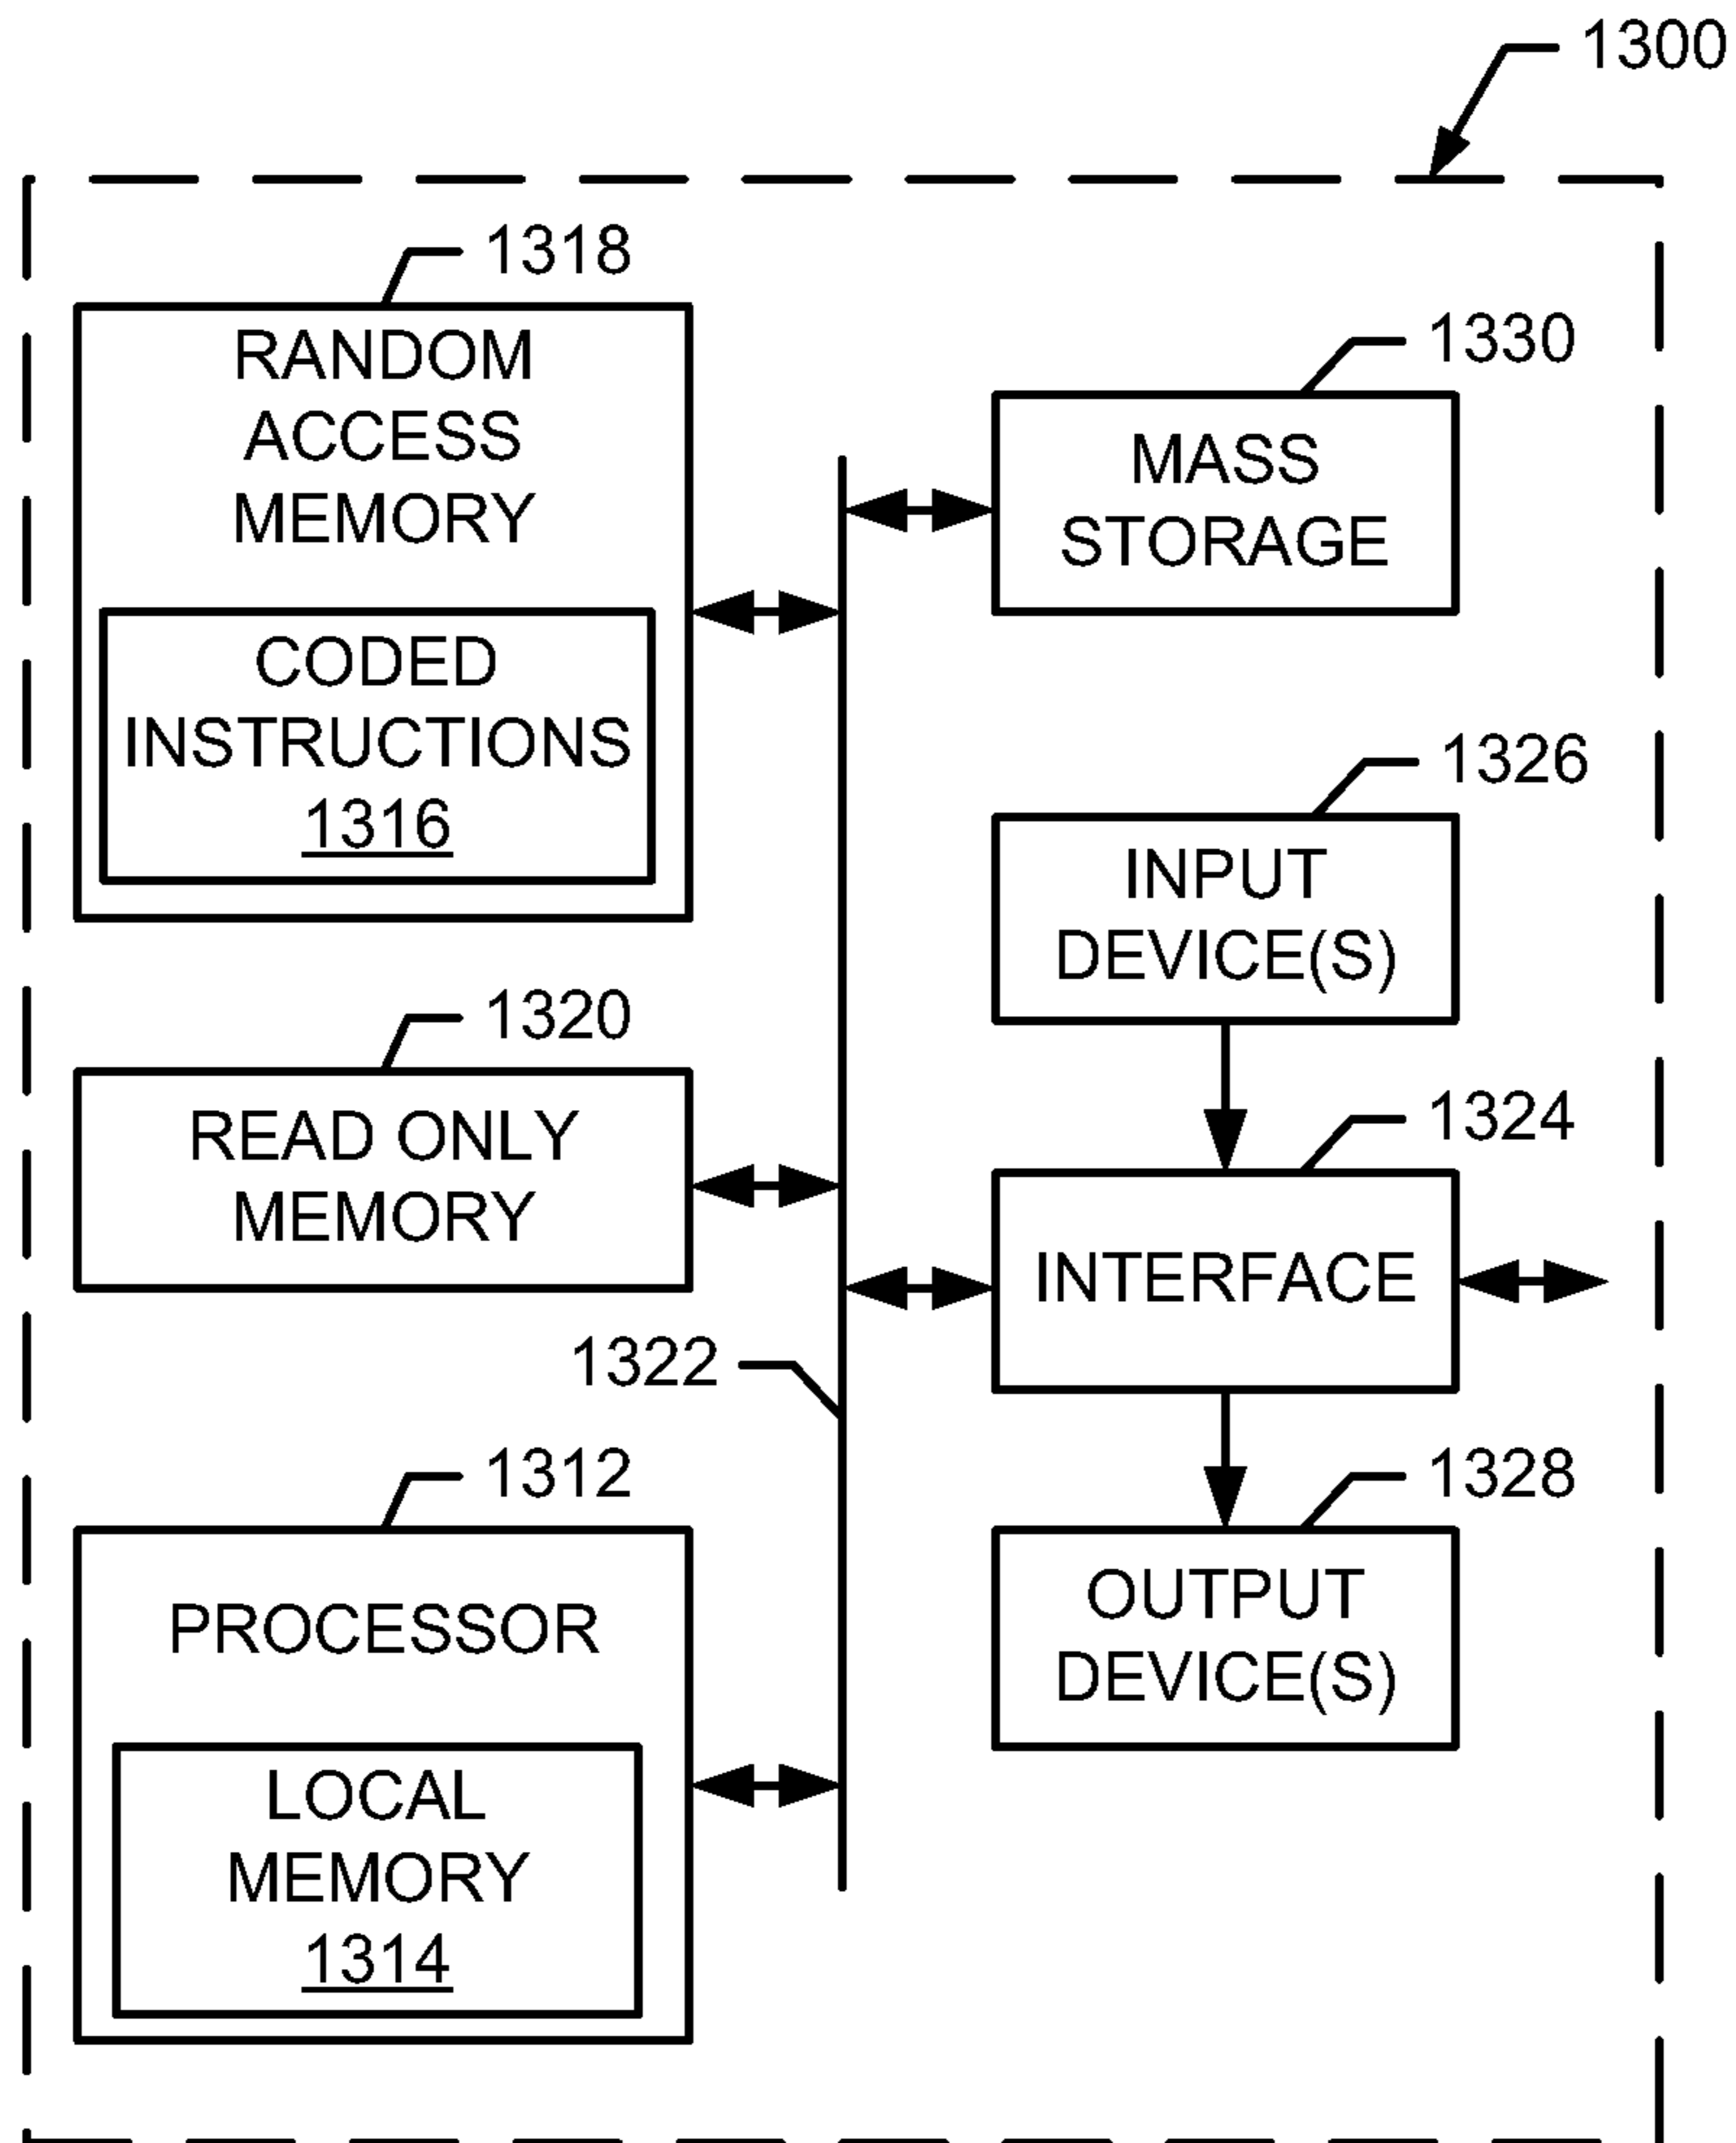 1300
1318
RANDOM
ACCESS
MEMORY
CODED
INSTRUCTIONS
1316
1330
MASS
STORAGE
1326
INPUT
DEVICE(S)
1320
READ ONLY
MEMORY
1324
INTERFACE
1322
1312
PROCESSOR
LOCAL
MEMORY
1314
1328
OUTPUT
DEVICE(S)